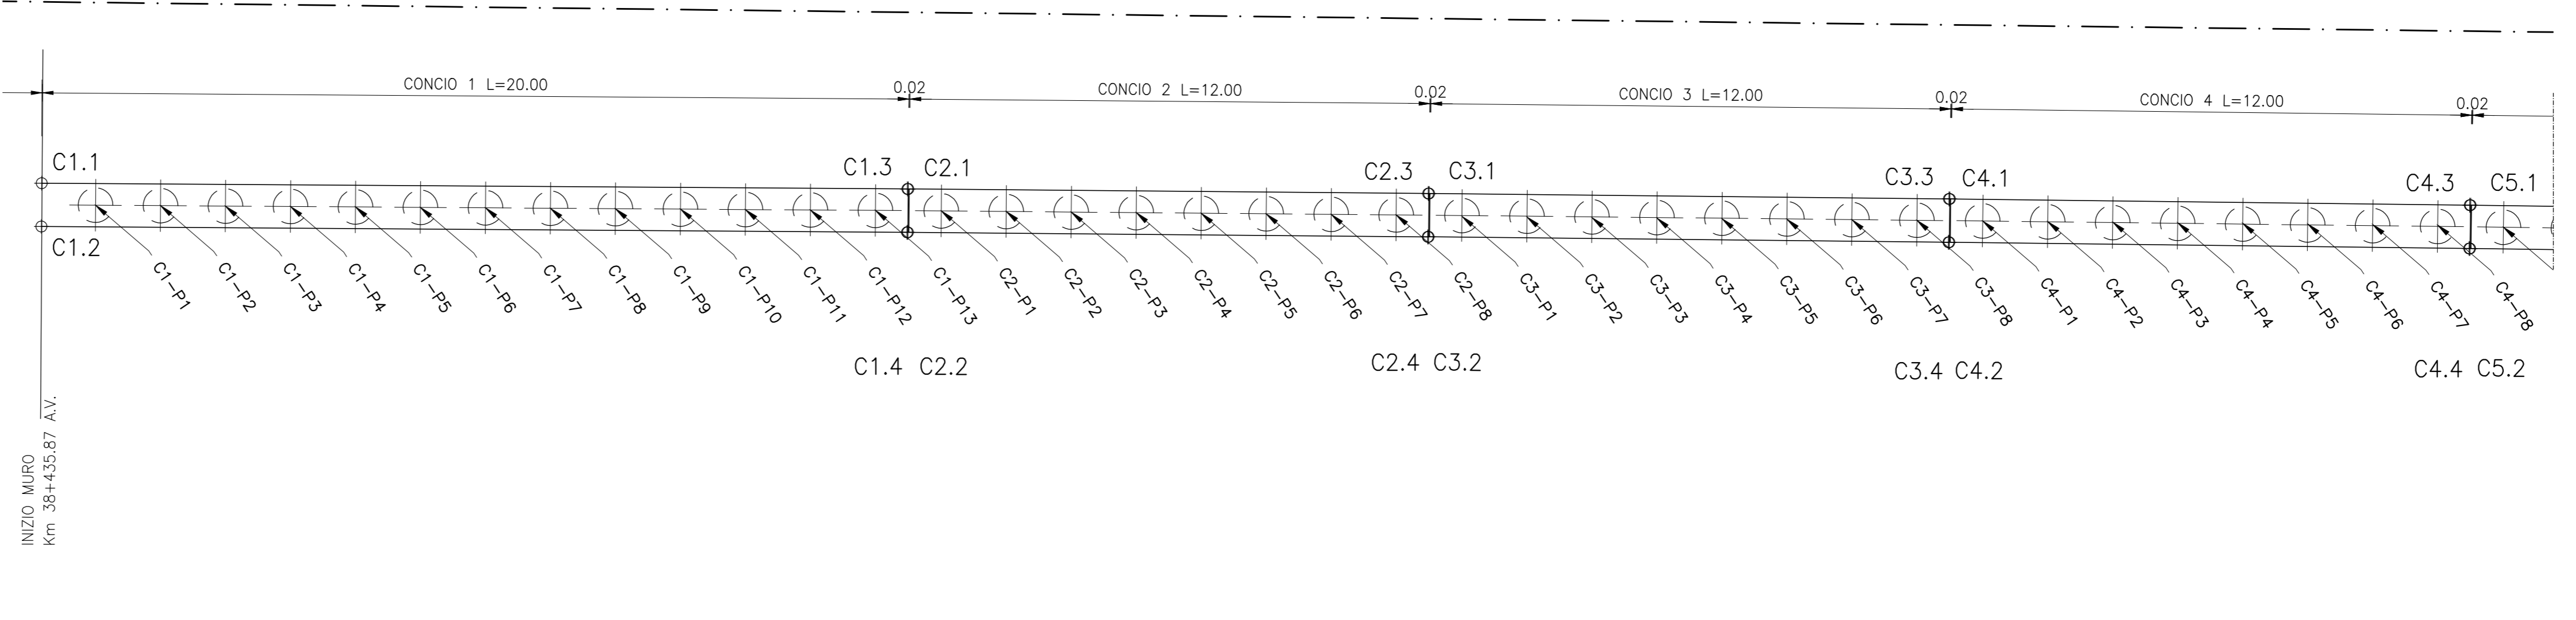 CONCIO 1 L=20.00
0.02
CONCIO 2 L=12.00
0.02
CONCIO 3 L=12.00
0.02
CONCIO 4 L=12.00
0.02
C1.1
C1.3
C2.1
C2.3
C3.1
C3.3
C4.1
C4.3
C5.1
C1.2
C1-P1
C1-P2
C1-P3
C1-P4
C1-P5
C1-P6
C1-P7
C1-P8
C1-P9
C1-P10
C1-P11
C1-P12
C1-P13
C2-P1
C2-P2
C2-P3
C2-P4
C2-P5
C2-P6
C2-P7
C2-P8
C3-P1
C3-P2
C3-P3
C3-P4
C3-P5
C3-P6
C3-P7
C3-P8
C4-P1
C4-P2
C4-P3
C4-P4
C4-P5
C4-P6
C4-P7
C4-P8
C1.4 C2.2
C2.4 C3.2
C3.4 C4.2
C4.4 C5.2
INIZIO MURO
Km 38+435.87 A.V.